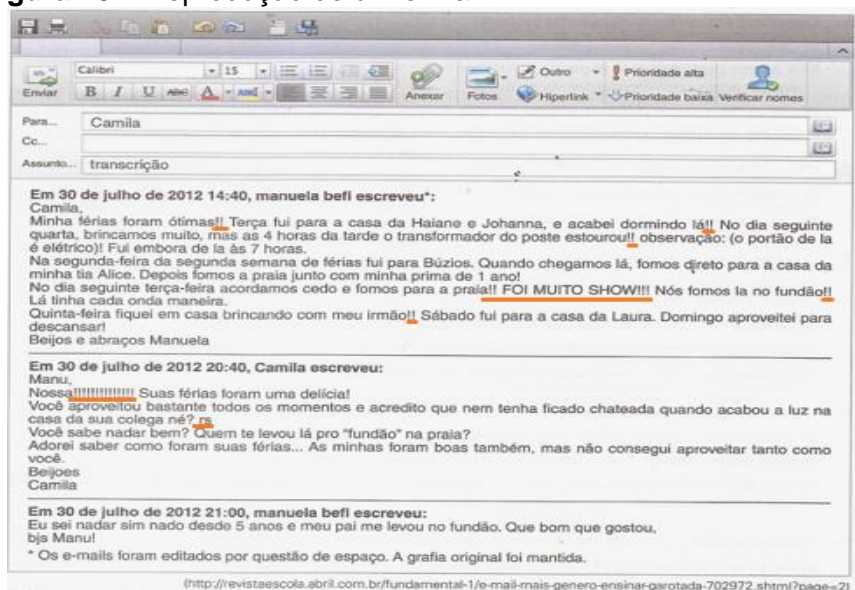 Calibri 15 Outro Prioridade alta
Enviar B I U A Anexar Fotos Hiperlink Prioridade baixa Verificar nomes
Para... Camila
Cc...
Assunto... transcrição
Em 30 de julho de 2012 14:40, manuela befi escreveu*:
Camila,
Minha férias foram ótimas!! Terça fui para a casa da Haiane e Johanna, e acabei dormindo lá!! No dia seguinte
quarta, brincamos muito, mas as 4 horas da tarde o transformador do poste estourou!! observação: (o portão de la
é elétrico)! Fui embora de la às 7 horas.
Na segunda-feira da segunda semana de férias fui para Búzios. Quando chegamos lá, fomos direto para a casa da
minha tia Alice. Depois fomos a praia junto com minha prima de 1 ano!
No dia seguinte terça-feira acordamos cedo e fomos para a praia!! FOI MUITO SHOW!!! Nós fomos la no fundão!!
Lá tinha cada onda maneira.
Quinta-feira fiquei em casa brincando com meu irmão!! Sábado fui para a casa da Laura. Domingo aproveitei para
descansar!
Beijos e abraços Manuela
Em 30 de julho de 2012 20:40, Camila escreveu:
Manu,
Nossa!!!!!!!!!!!!!!! Suas férias foram uma delícia!
Você aproveitou bastante todos os momentos e acredito que nem tenha ficado chateada quando acabou a luz na
casa da sua colega né? rs
Você sabe nadar bem? Quem te levou lá pro "fundão" na praia?
Adorei saber como foram suas férias... As minhas foram boas também, mas não consegui aproveitar tanto como
você.
Beijoes
Camila
Em 30 de julho de 2012 21:00, manuela befi escreveu:
Eu sei nadar sim nado desde 5 anos e meu pai me levou no fundão. Que bom que gostou,
bjs Manu!
* Os e-mails foram editados por questão de espaço. A grafia original foi mantida.
(http://revistaescola.abril.com.br/fundamental-1/e-mail-mais-genero-ensinar-garotada-702972.shtml?page=2)